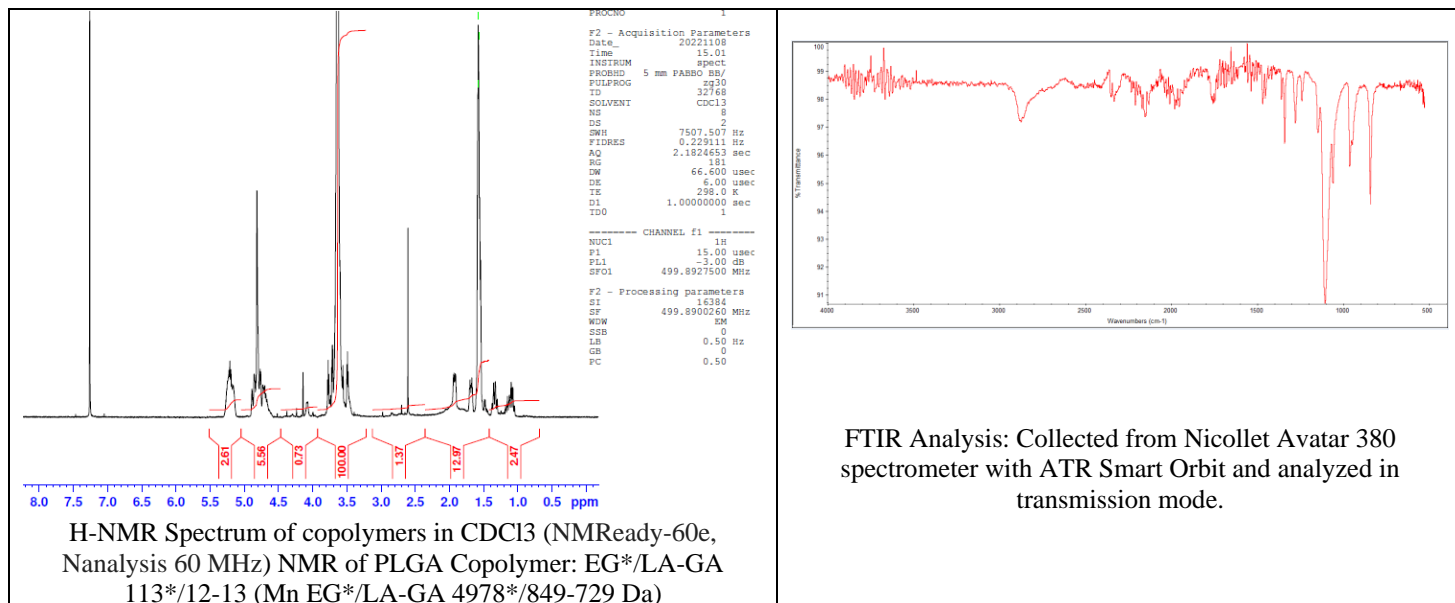 PROCNO 1
F2 - Acquisition Parameters
Date_ 20221108
Time 15.01
INSTRUM spect
PROBHD 5 mm PABBO BB/
PULPROG zg30
TD 32768
SOLVENT CDCl3
NS 8
DS 2
SWH 7507.507 Hz
FIDRES 0.229111 Hz
AQ 2.1824653 sec
RG 181
DW 66.600 usec
DE 6.00 usec
TE 298.0 K
D1 1.00000000 sec
TD0 1
======== CHANNEL f1 ========
NUC1 1H
P1 15.00 usec
PL1 -3.00 dB
SFO1 499.8927500 MHz
F2 - Processing parameters
SI 16384
SF 499.8900260 MHz
WDW EM
SSB 0
LB 0.50 Hz
GB 0
PC 0.50
2.61 5.56 0.73 100.00 1.37 12.97 2.47
8.0 7.5 7.0 6.5 6.0 5.5 5.0 4.5 4.0 3.5 3.0 2.5 2.0 1.5 1.0 0.5 ppm
H-NMR Spectrum of copolymers in CDCl3 (NMReady-60e,
Nanalysis 60 MHz) NMR of PLGA Copolymer: EG*/LA-GA
113*/12-13 (Mn EG*/LA-GA 4978*/849-729 Da)
100
99
98
97
96
95
94
93
92
91
% Transmittance
4000 3500 3000 2500 2000 1500 1000 500
Wavenumbers (cm-1)
FTIR Analysis: Collected from Nicollet Avatar 380
spectrometer with ATR Smart Orbit and analyzed in
transmission mode.